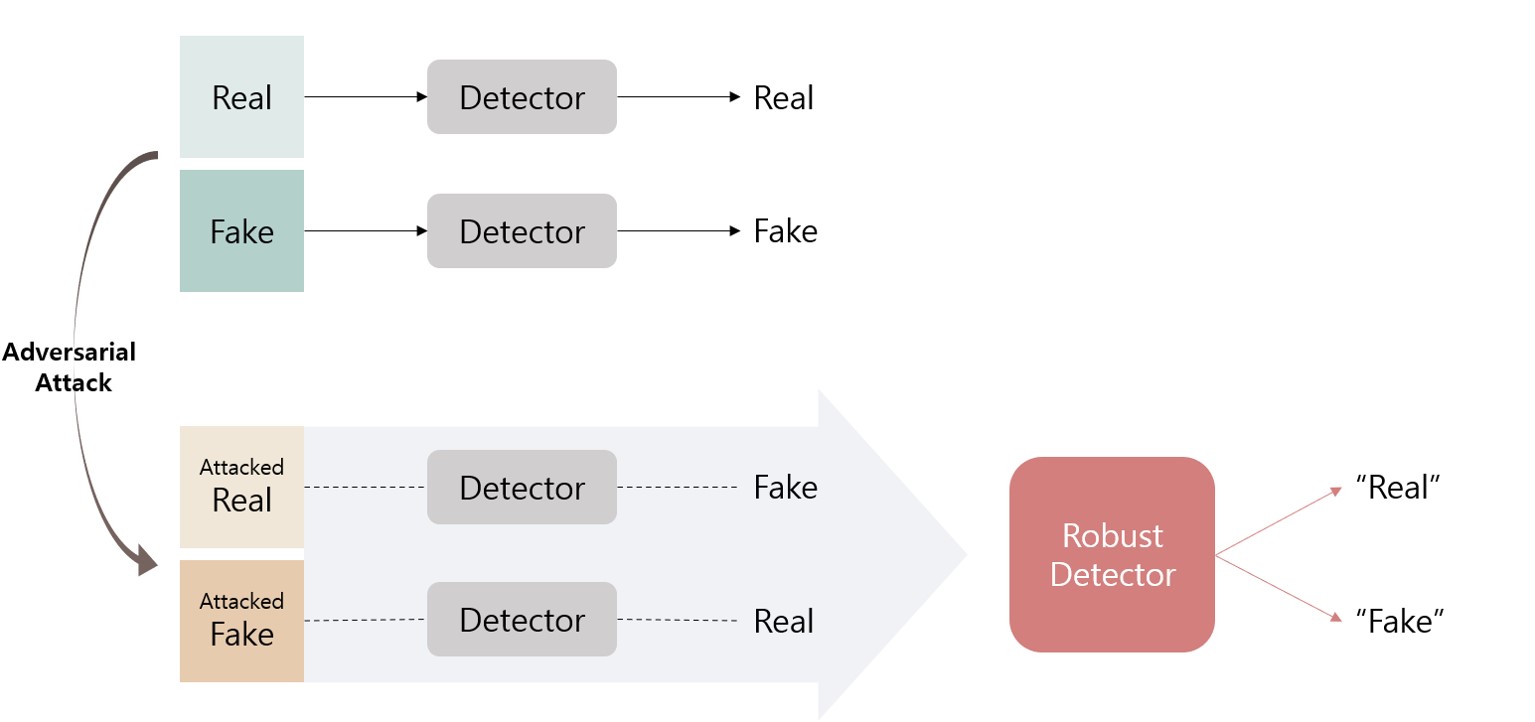 Real
Detector
Real
Fake
Detector
Fake
Adversarial
Attack
Attacked
Real
Detector
Fake
Attacked
Fake
Detector
Real
Robust
Detector
“Real”
“Fake”